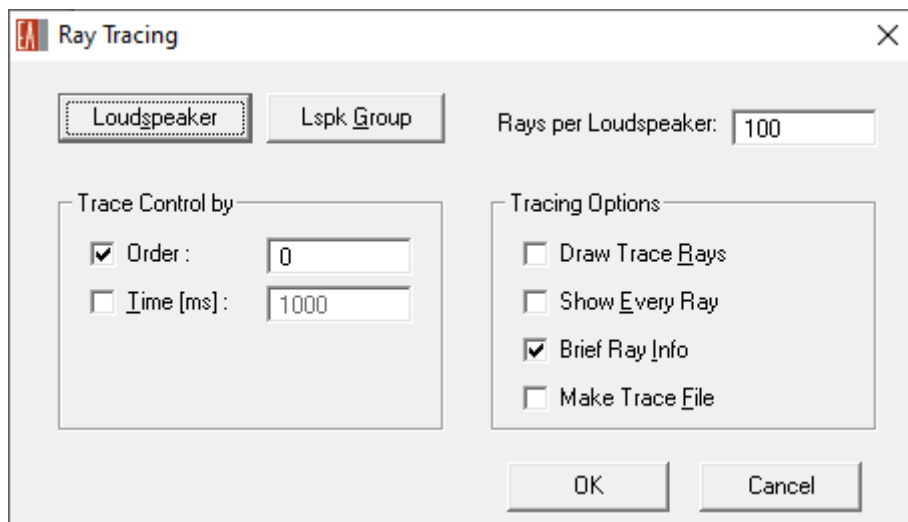 EA Ray Tracing
Loudspeaker Lspk Group Rays per Loudspeaker: 100
Trace Control by
Order : 0
Time [ms] : 1000
Tracing Options
Draw Trace Rays
Show Every Ray
Brief Ray Info
Make Trace File
OK Cancel